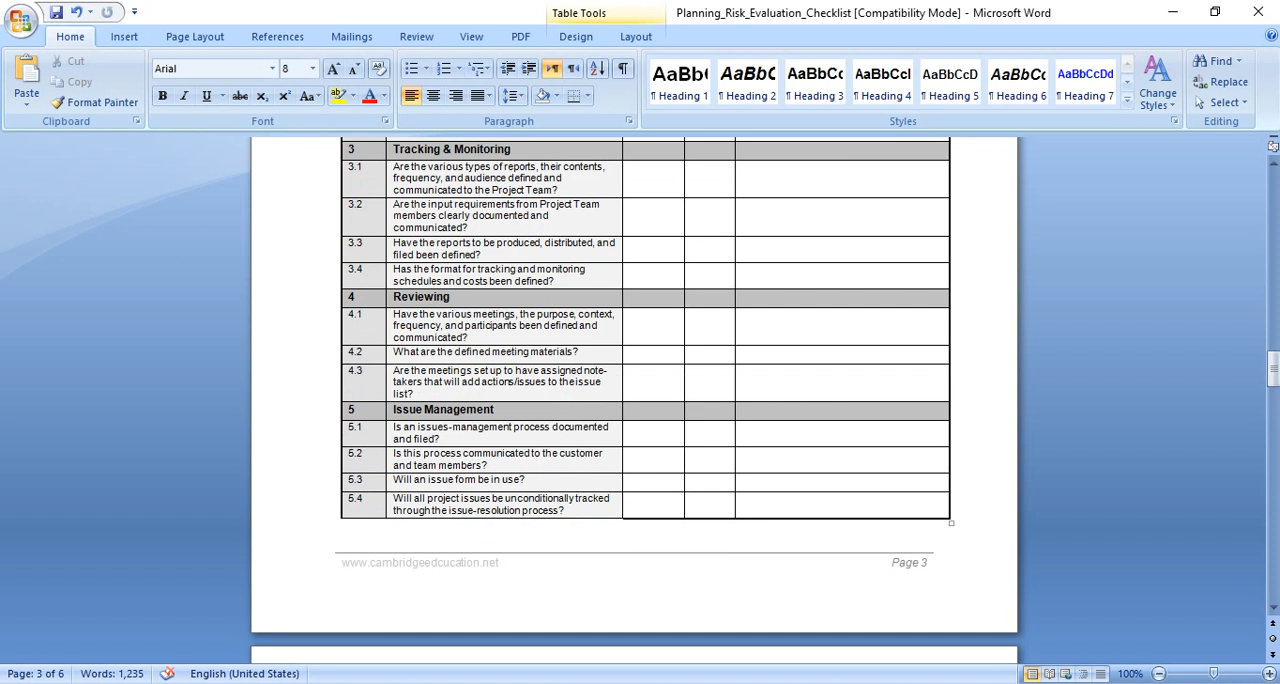 Table Tools
Planning_Risk_Evaluation_Checklist [Compatibility Mode] - Microsoft Word
Home Insert Page Layout References Mailings Review View PDF Design Layout
Paste
Cut
Copy
Format Painter
Clipboard
Arial 8
Font
Paragraph
AaBb( AaBbC AaBbCc AaBbCcI AaBbCcD AaBbCc AaBbCcDd
Heading 1 Heading 2 Heading 3 Heading 4 Heading 5 Heading 6 Heading 7
Change
Styles
Styles
Find
Replace
Select
Editing
3 Tracking & Monitoring
3.1 Are the various types of reports, their contents,
frequency, and audience defined and
communicated to the Project Team?
3.2 Are the input requirements from Project Team
members clearly documented and
communicated?
3.3 Have the reports to be produced, distributed, and
filed been defined?
3.4 Has the format for tracking and monitoring
schedules and costs been defined?
4 Reviewing
4.1 Have the various meetings, the purpose, context,
frequency, and participants been defined and
communicated?
4.2 What are the defined meeting materials?
4.3 Are the meetings set up to have assigned note-
takers that will add actions/issues to the issue
list?
5 Issue Management
5.1 Is an issues-management process documented
and filed?
5.2 Is this process communicated to the customer
and team members?
5.3 Will an issue form be in use?
5.4 Will all project issues be unconditionally tracked
through the issue-resolution process?
www.cambridgeedcucation.net Page 3
Page: 3 of 6 Words: 1,235 English (United States) 100%